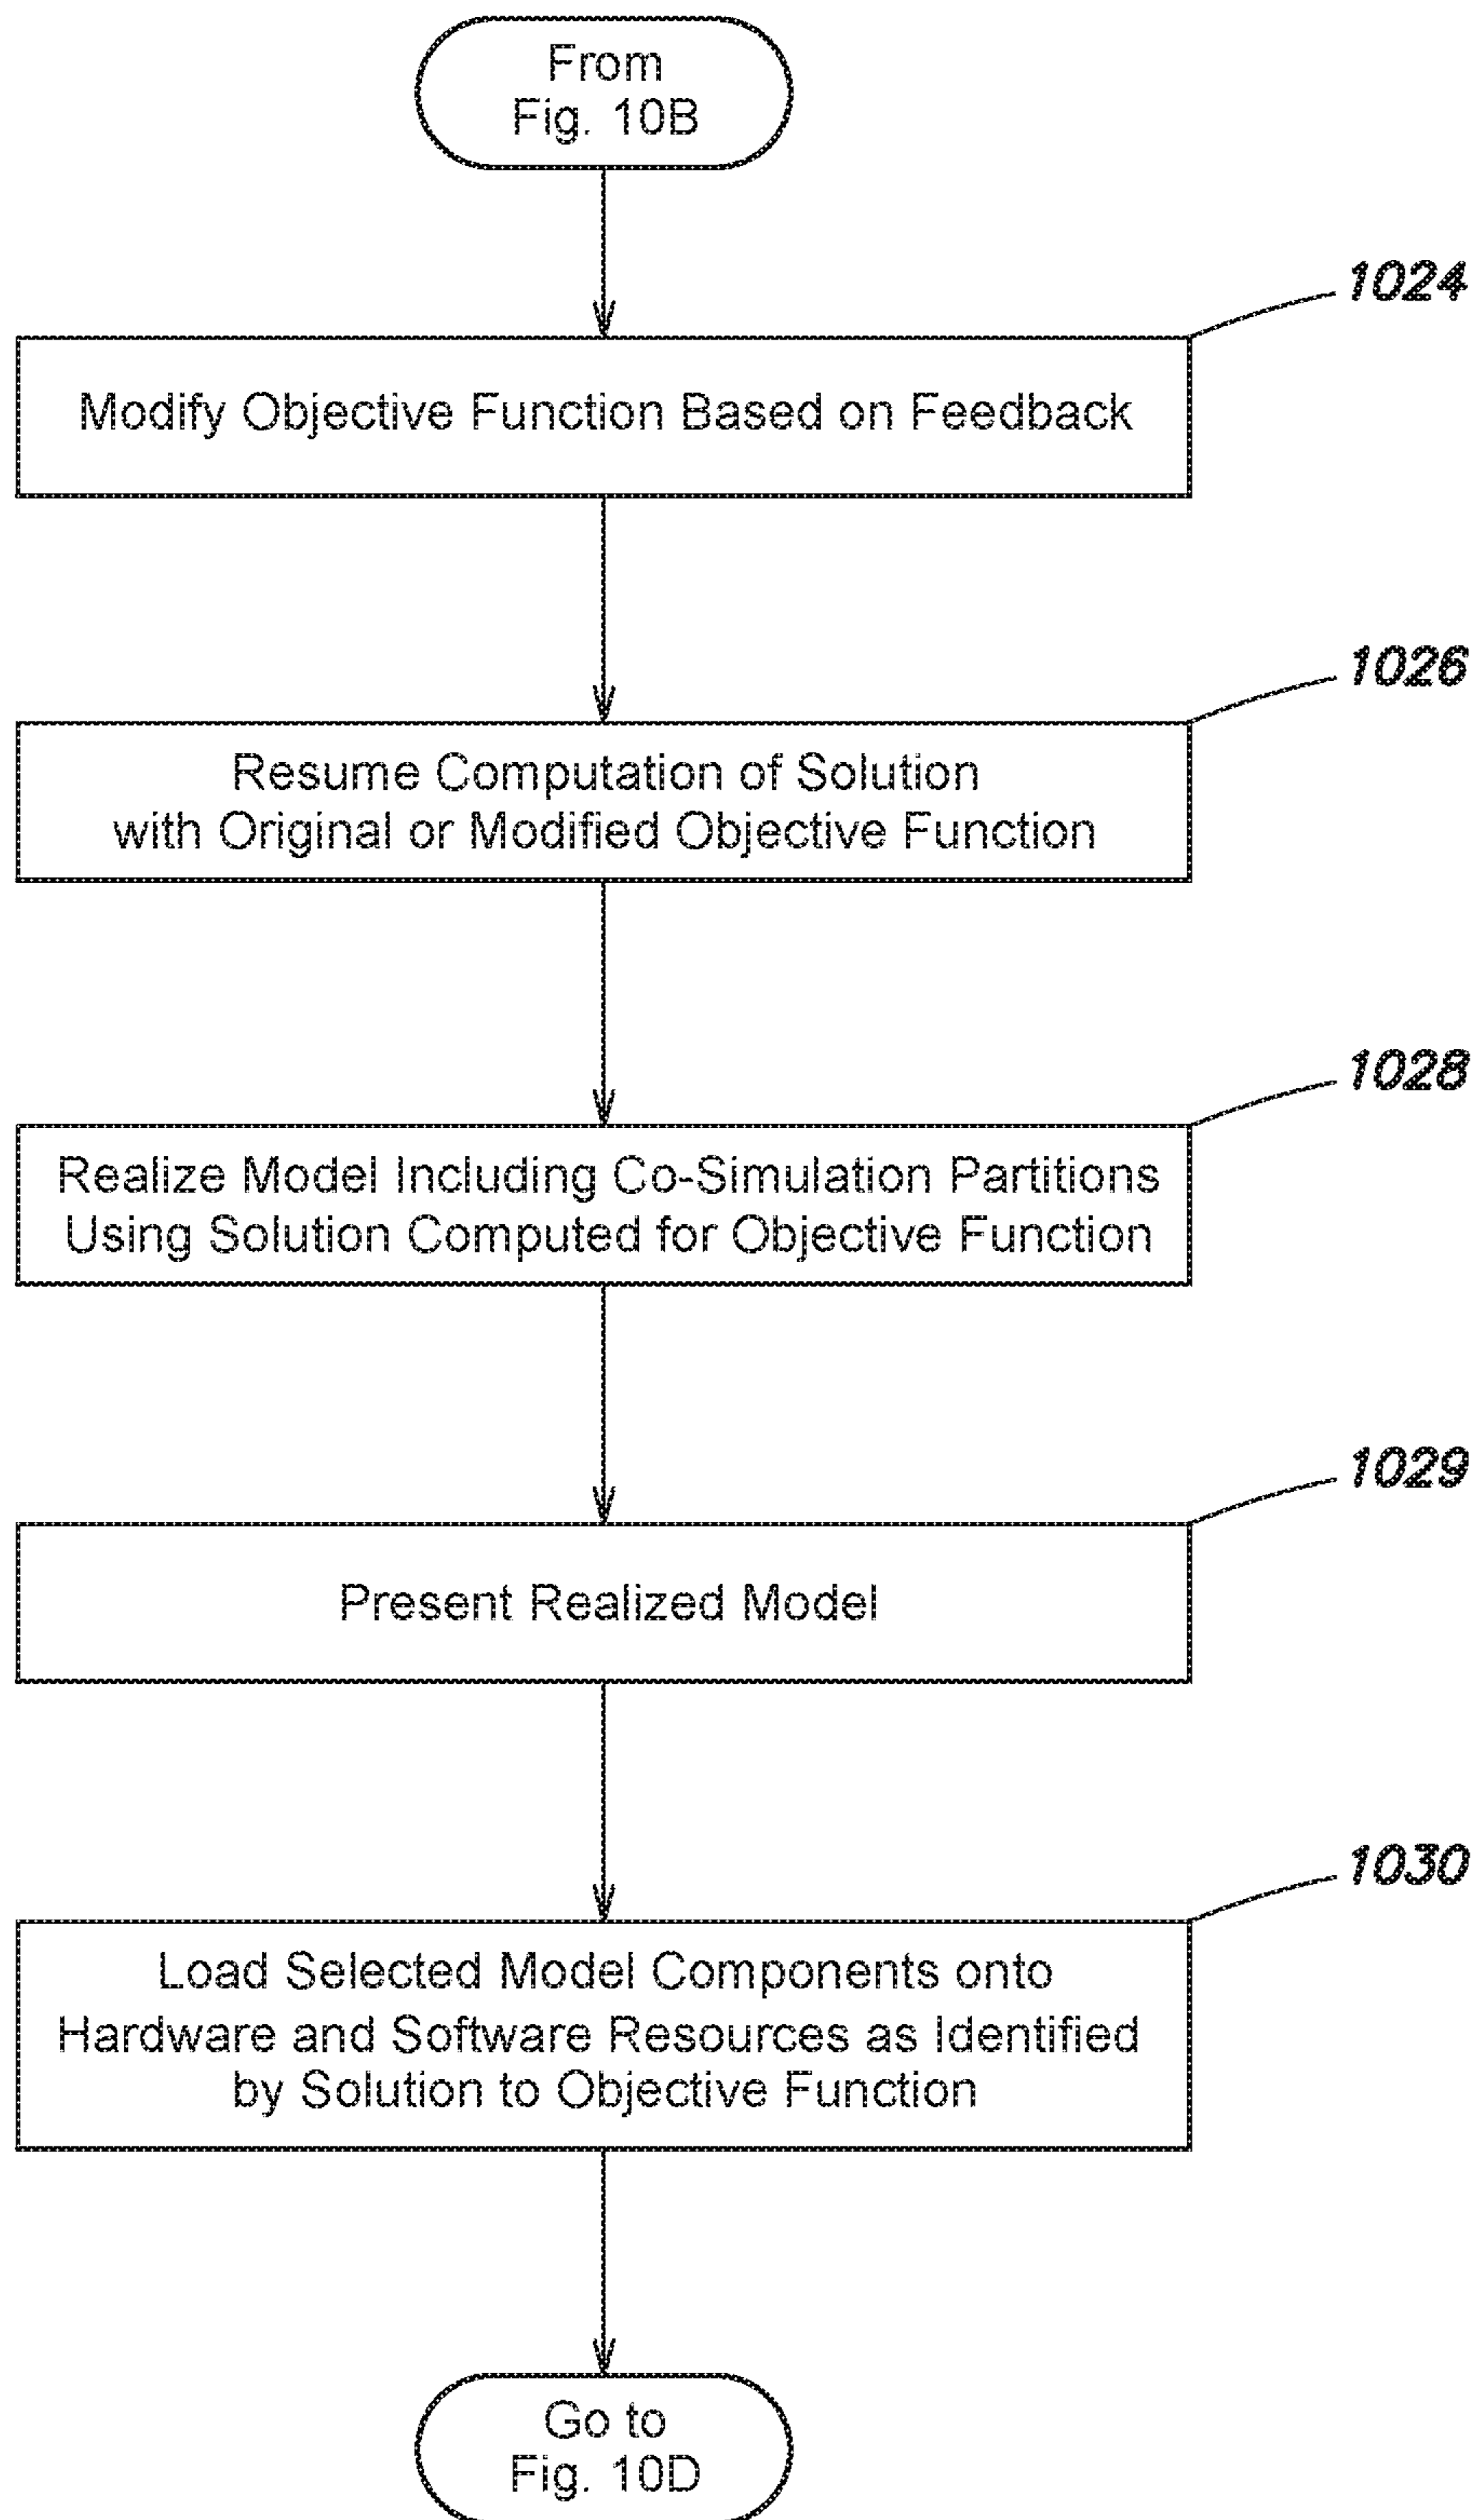 From
Fig. 10B
1024
Modify Objective Function Based on Feedback
1026
Resume Computation of Solution
with Original or Modified Objective Function
1028
Realize Model Including Co-Simulation Partitions
Using Solution Computed for Objective Function
1029
Present Realized Model
1030
Load Selected Model Components onto
Hardware and Software Resources as Identified
by Solution to Objective Function
Go to
Fig. 10D